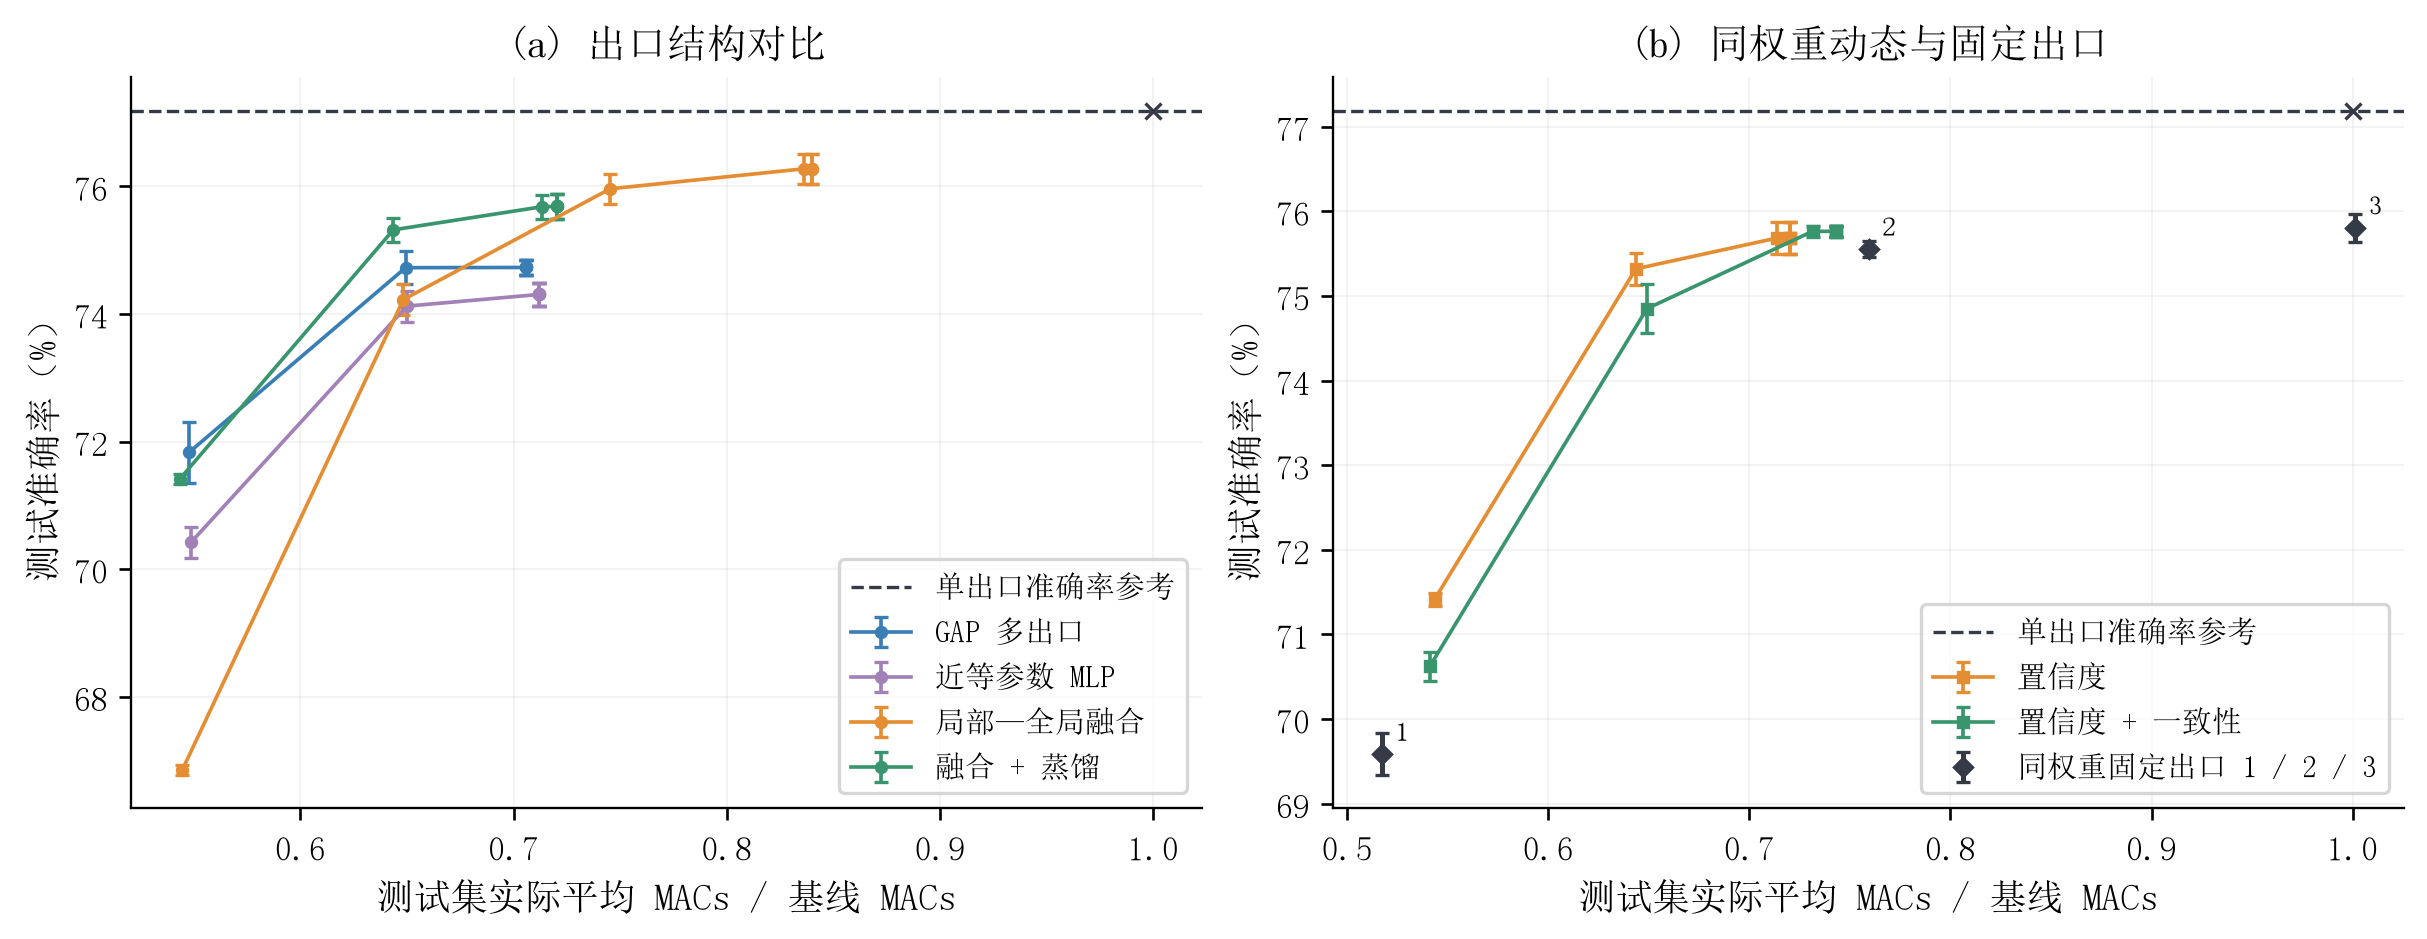 (a) 出口结构对比
测试准确率 (%)
76
74
72
70
68
0.6
0.7
0.8
0.9
1.0
测试集实际平均 MACs / 基线 MACs
单出口准确率参考
GAP 多出口
近等参数 MLP
局部—全局融合
融合 + 蒸馏
(b) 同权重动态与固定出口
测试准确率 (%)
77
76
75
74
73
72
71
70
69
0.5
0.6
0.7
0.8
0.9
1.0
测试集实际平均 MACs / 基线 MACs
1
2
3
单出口准确率参考
置信度
置信度 + 一致性
同权重固定出口 1 / 2 / 3